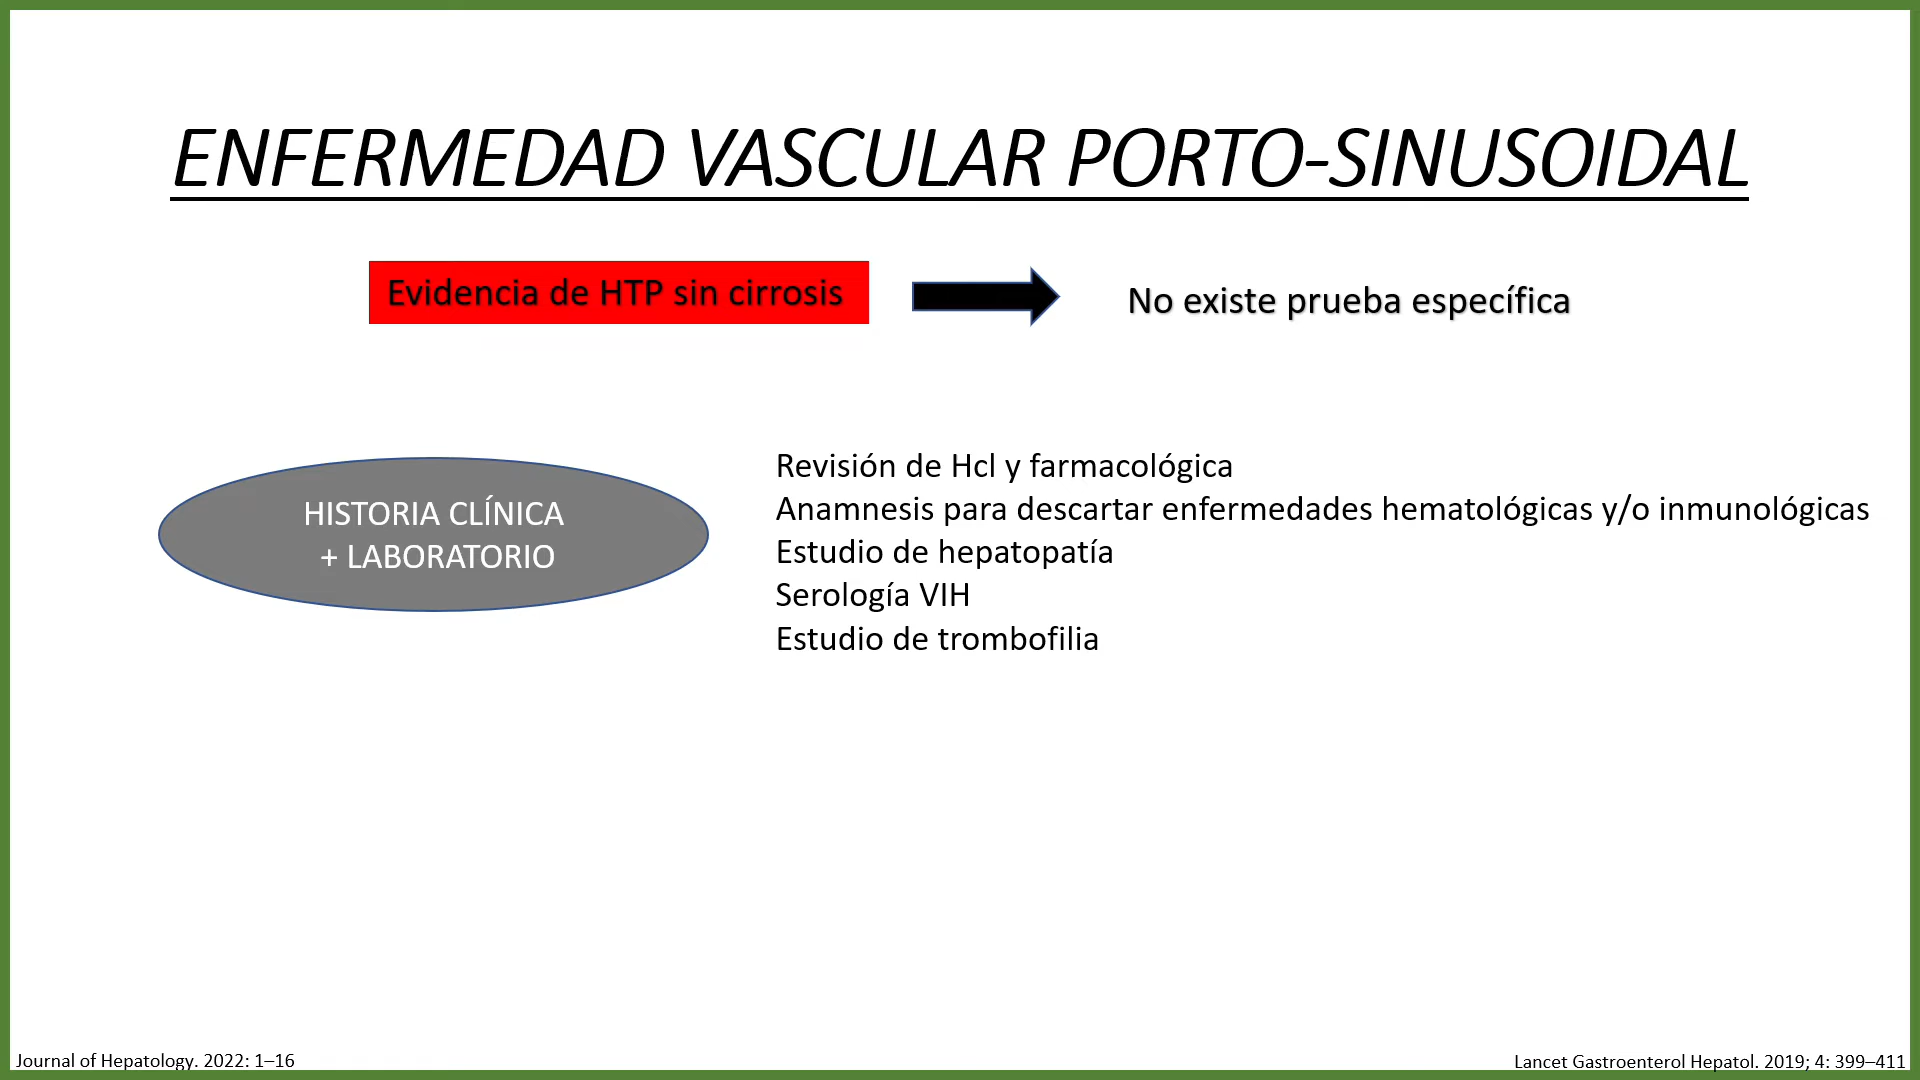 ENFERMEDAD VASCULAR PORTO-SINUSOIDAL
Evidencia de HTP sin cirrosis
No existe prueba específica
HISTORIA CLÍNICA
+ LABORATORIO
Revisión de Hcl y farmacológica
Anamnesis para descartar enfermedades hematológicas y/o inmunológicas
Estudio de hepatopatía
Serología VIH
Estudio de trombofilia
Journal of Hepatology. 2022: 1–16
Lancet Gastroenterol Hepatol. 2019; 4: 399–411